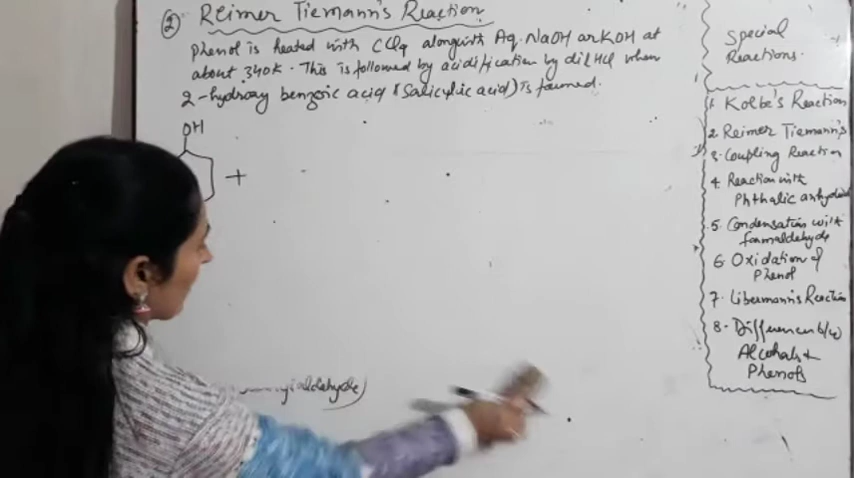 ② Reimer Tiemann's Reaction
Phenol is heated with CCl4 alongwith Aq. NaOH or KOH at
about 340K. This is followed by acidification by dil HCl when
2-hydroxy benzoic acid (Salicylic acid) is formed.
OH
+
aldehyde)
Special
Reactions.
1. Kolbe's Reaction
2. Reimer Tiemann's
3. Coupling Reaction
4. Reaction with
Phthalic anhydride
5. Condensation with
formaldehyde
6. Oxidation of
Phenol
7. Libermann's Reaction
8. Difference b/w
Alcohols &
Phenols